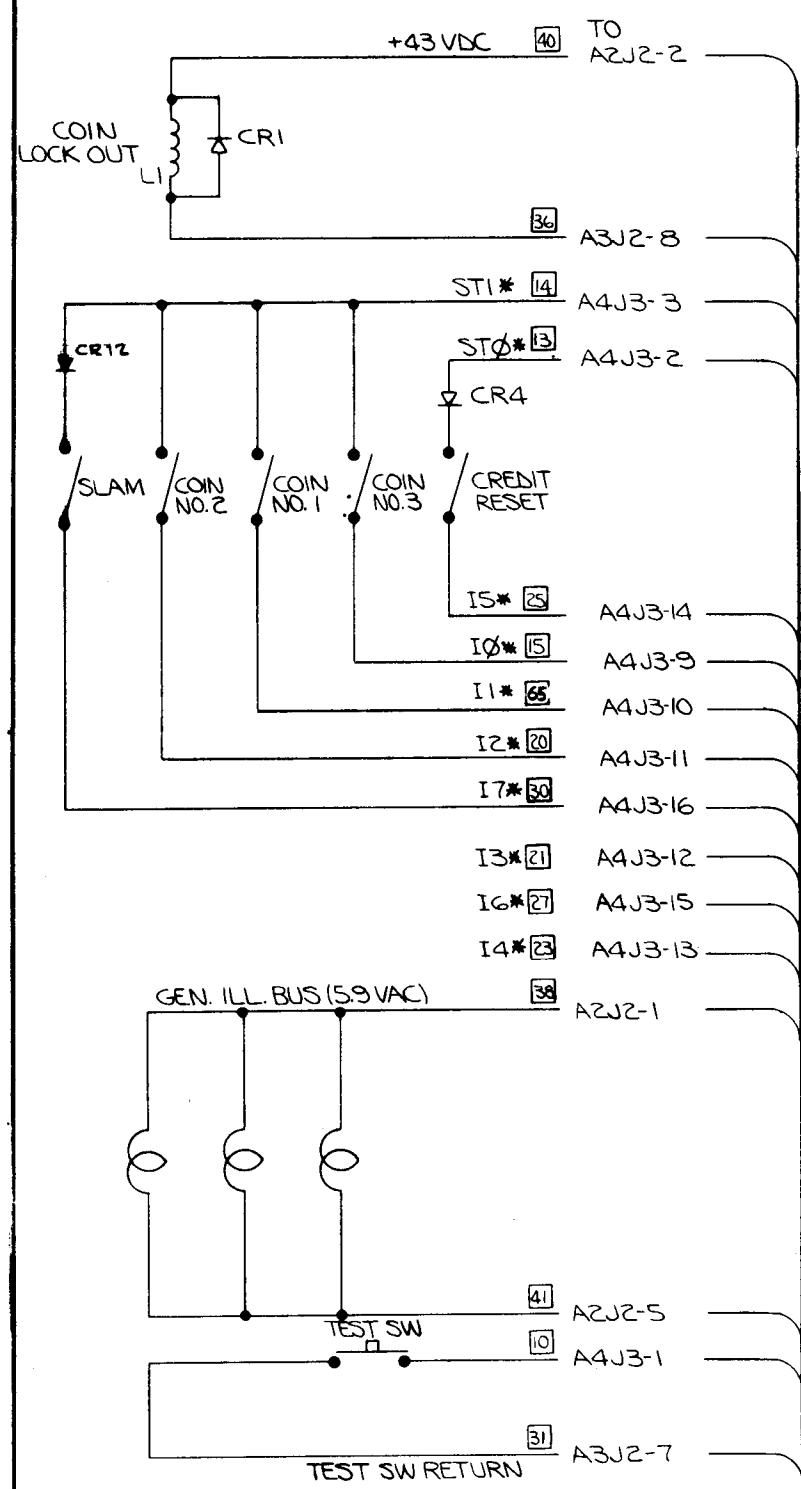 +43 VDC 40 TO
A2J2-2
COIN
LOCK OUT
L1
CR1
36 A3J2-8
ST1* 14 A4J3-3
STØ* 13 A4J3-2
CR12
CR4
SLAM
COIN
NO.2
COIN
NO.1
COIN
NO.3
CREDIT
RESET
I5* 25 A4J3-14
IØ* 15 A4J3-9
I1* 65 A4J3-10
I2* 20 A4J3-11
I7* 30 A4J3-16
I3* 21 A4J3-12
I6* 27 A4J3-15
I4* 23 A4J3-13
GEN. ILL. BUS (5.9 VAC) 38 A2J2-1
41 A2J2-5
TEST SW
10 A4J3-1
31 A3J2-7
TEST SW RETURN